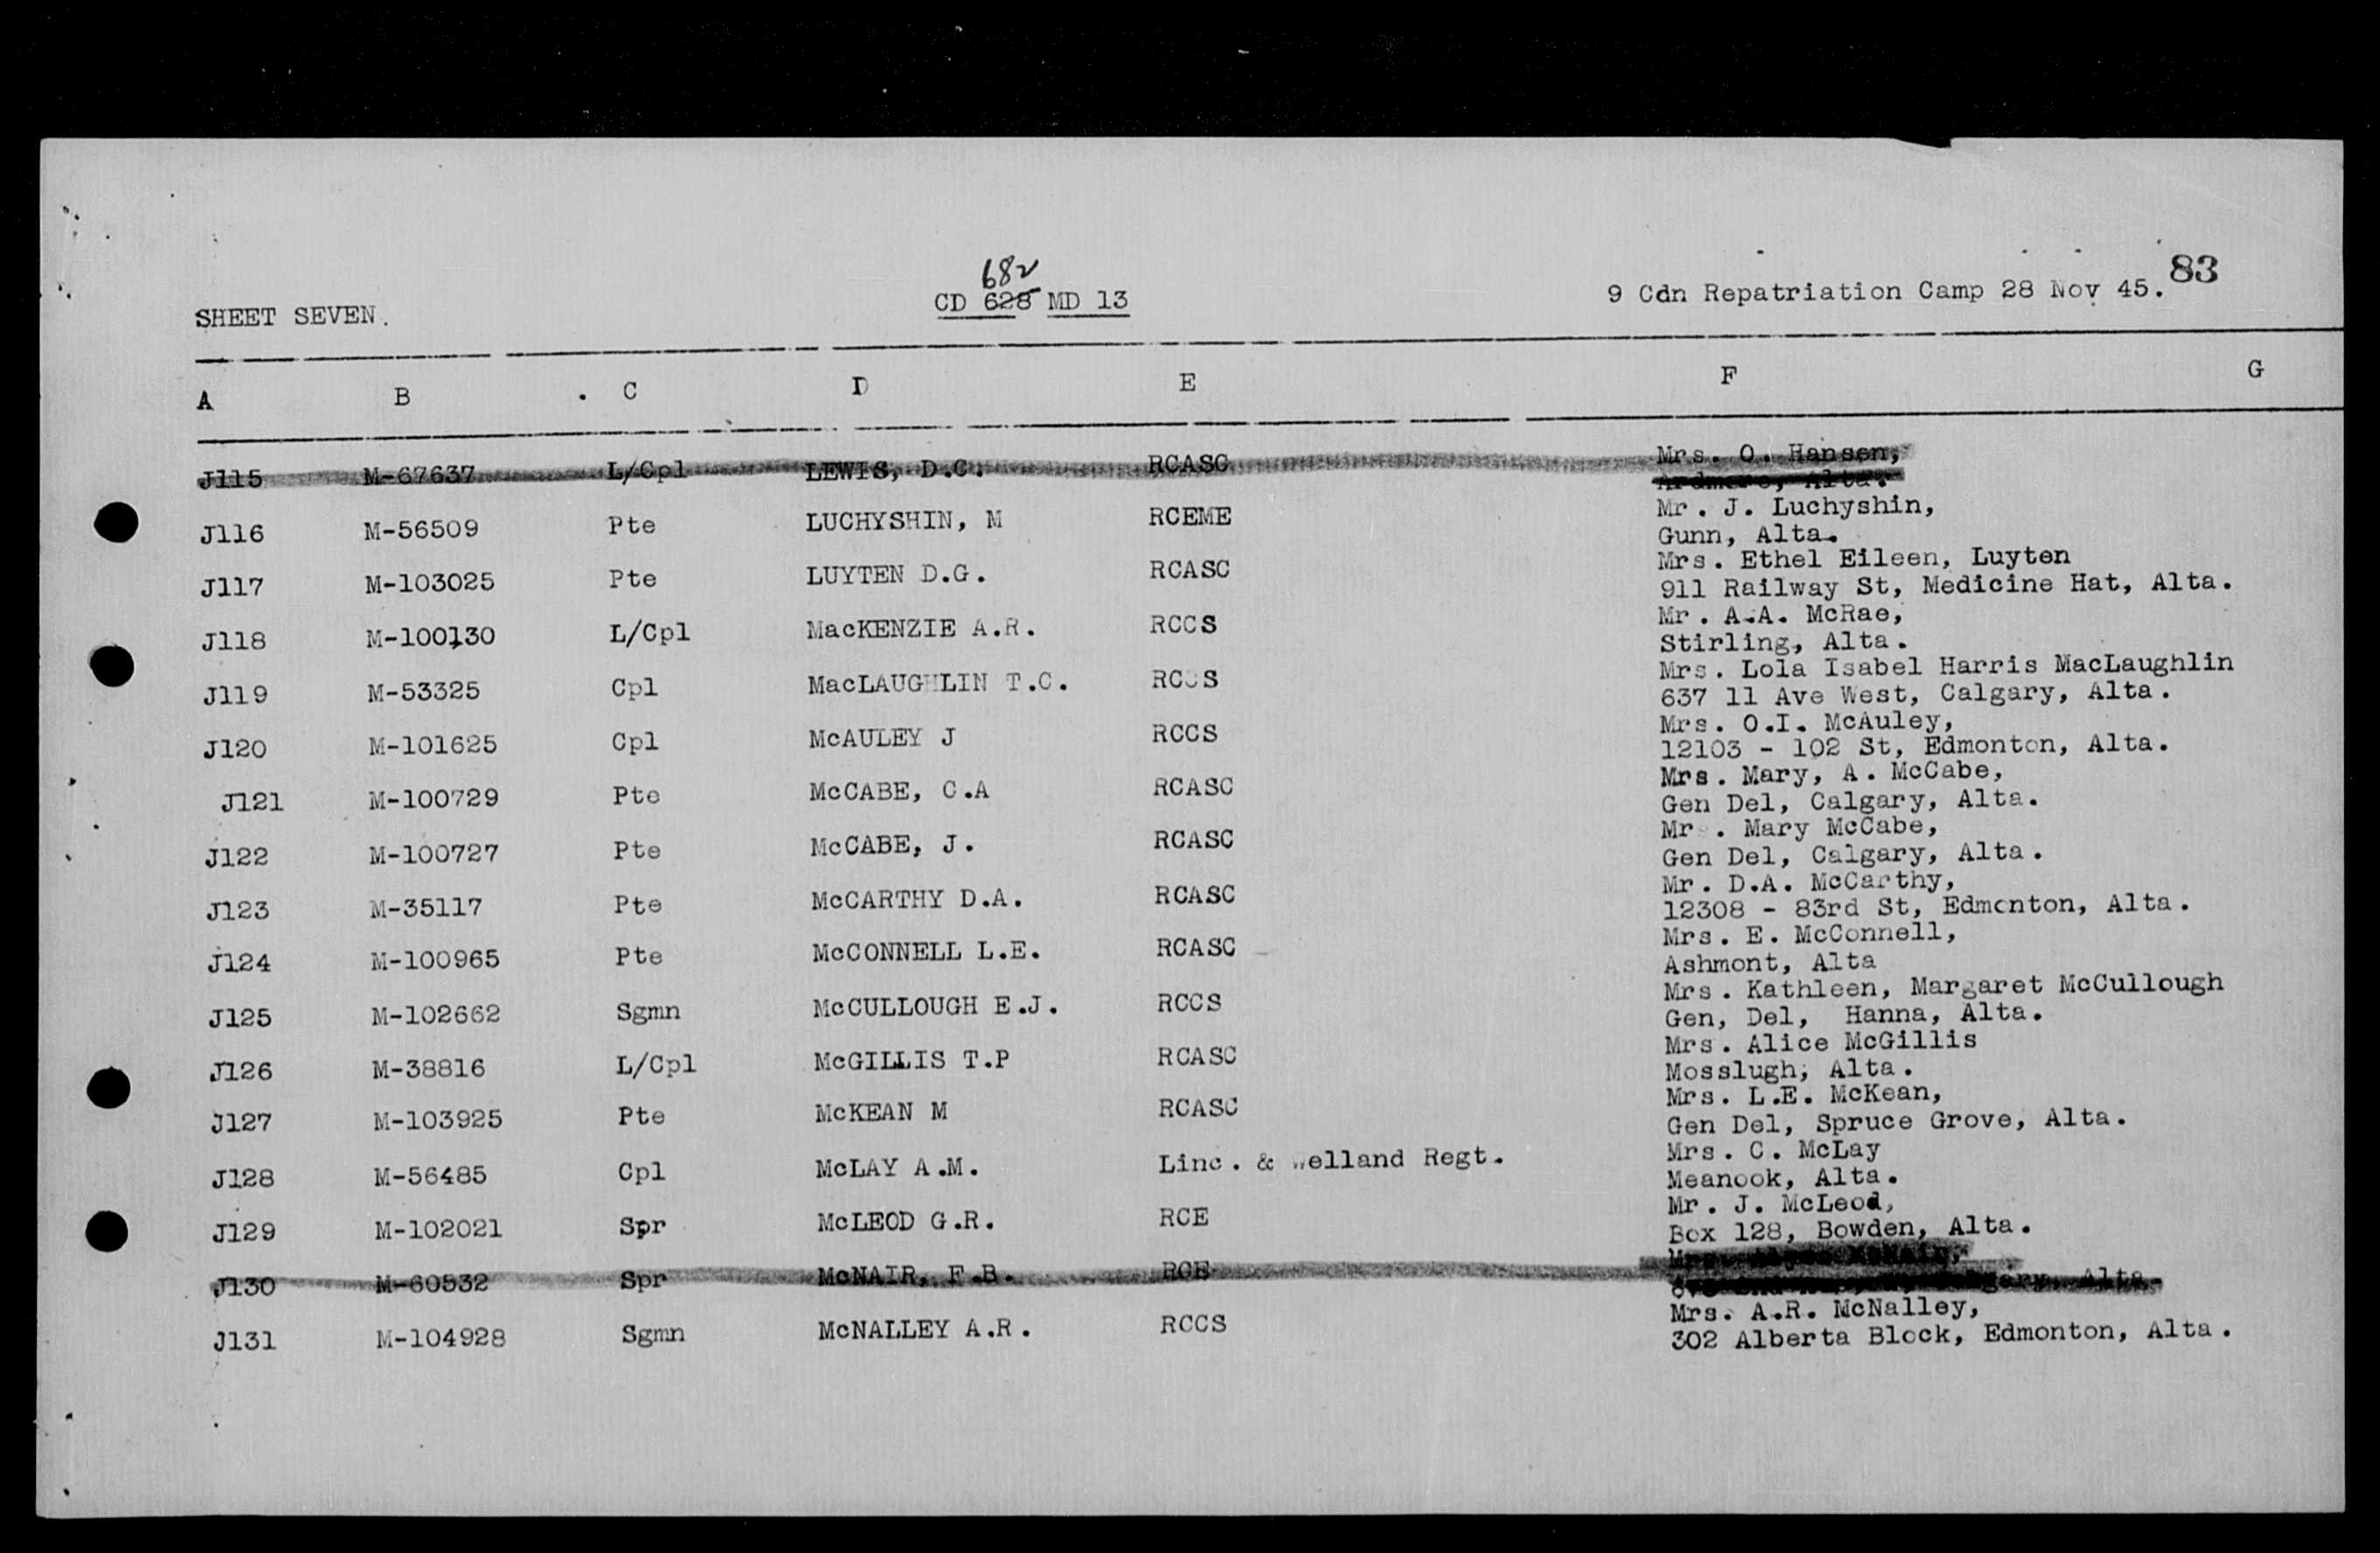 682
83
SHEET SEVEN.
CD 628 MD 13
9 Cdn Repatriation Camp 28 Nov 45.
A B C D E F G
J115 M-67637 L/Cpl LEWIS, D.C. RCASC Mrs. O. Hansen,
Ardmore, Alta.
J116 M-56509 Pte LUCHYSHIN, M RCEME Mr. J. Luchyshin,
Gunn, Alta.
J117 M-103025 Pte LUYTEN D.G. RCASC Mrs. Ethel Eileen, Luyten
911 Railway St, Medicine Hat, Alta.
J118 M-100130 L/Cpl MacKENZIE A.R. RCCS Mr. A.A. McRae,
Stirling, Alta.
J119 M-53325 Cpl MacLAUGHLIN T.C. RCCS Mrs. Lola Isabel Harris MacLaughlin
637 11 Ave West, Calgary, Alta.
J120 M-101625 Cpl McAULEY J RCCS Mrs. O.I. McAuley,
12103 - 102 St, Edmonton, Alta.
J121 M-100729 Pte McCABE, C.A RCASC Mrs. Mary, A. McCabe,
Gen Del, Calgary, Alta.
J122 M-100727 Pte McCABE, J. RCASC Mr . Mary McCabe,
Gen Del, Calgary, Alta.
J123 M-35117 Pte McCARTHY D.A. RCASC Mr. D.A. McCarthy,
12308 - 83rd St, Edmonton, Alta.
J124 M-100965 Pte McCONNELL L.E. RCASC Mrs. E. McConnell,
Ashmont, Alta
J125 M-102662 Sgmn McCULLOUGH E.J. RCCS Mrs. Kathleen, Margaret McCullough
Gen, Del, Hanna, Alta.
J126 M-38816 L/Cpl McGILLIS T.P RCASC Mrs. Alice McGillis
Mosslugh, Alta.
J127 M-103925 Pte McKEAN M RCASC Mrs. L.E. McKean,
Gen Del, Spruce Grove, Alta.
J128 M-56485 Cpl McLAY A.M. Linc. & Welland Regt. Mrs. C. McLay
Meanook, Alta.
J129 M-102021 Spr McLEOD G.R. RCE Mr. J. McLeod,
Box 128, Bowden, Alta.
J130 M-60532 Spr McNAIR, F.B. RCE McNair,
Calgary, Alta.
J131 M-104928 Sgmn McNALLEY A.R. RCCS Mrs. A.R. McNalley,
302 Alberta Block, Edmonton, Alta.